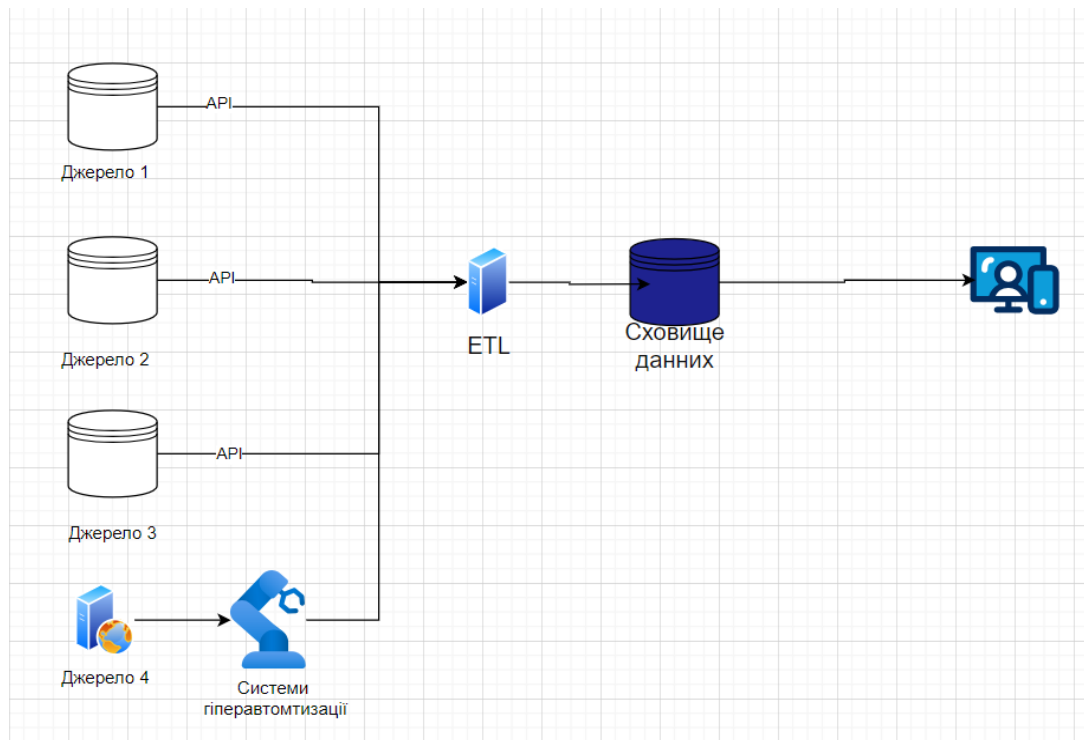 API
Джерело 1
API
Джерело 2
ETL
Сховище
данних
API
Джерело 3
Джерело 4
Системи
гіперавтомтизації